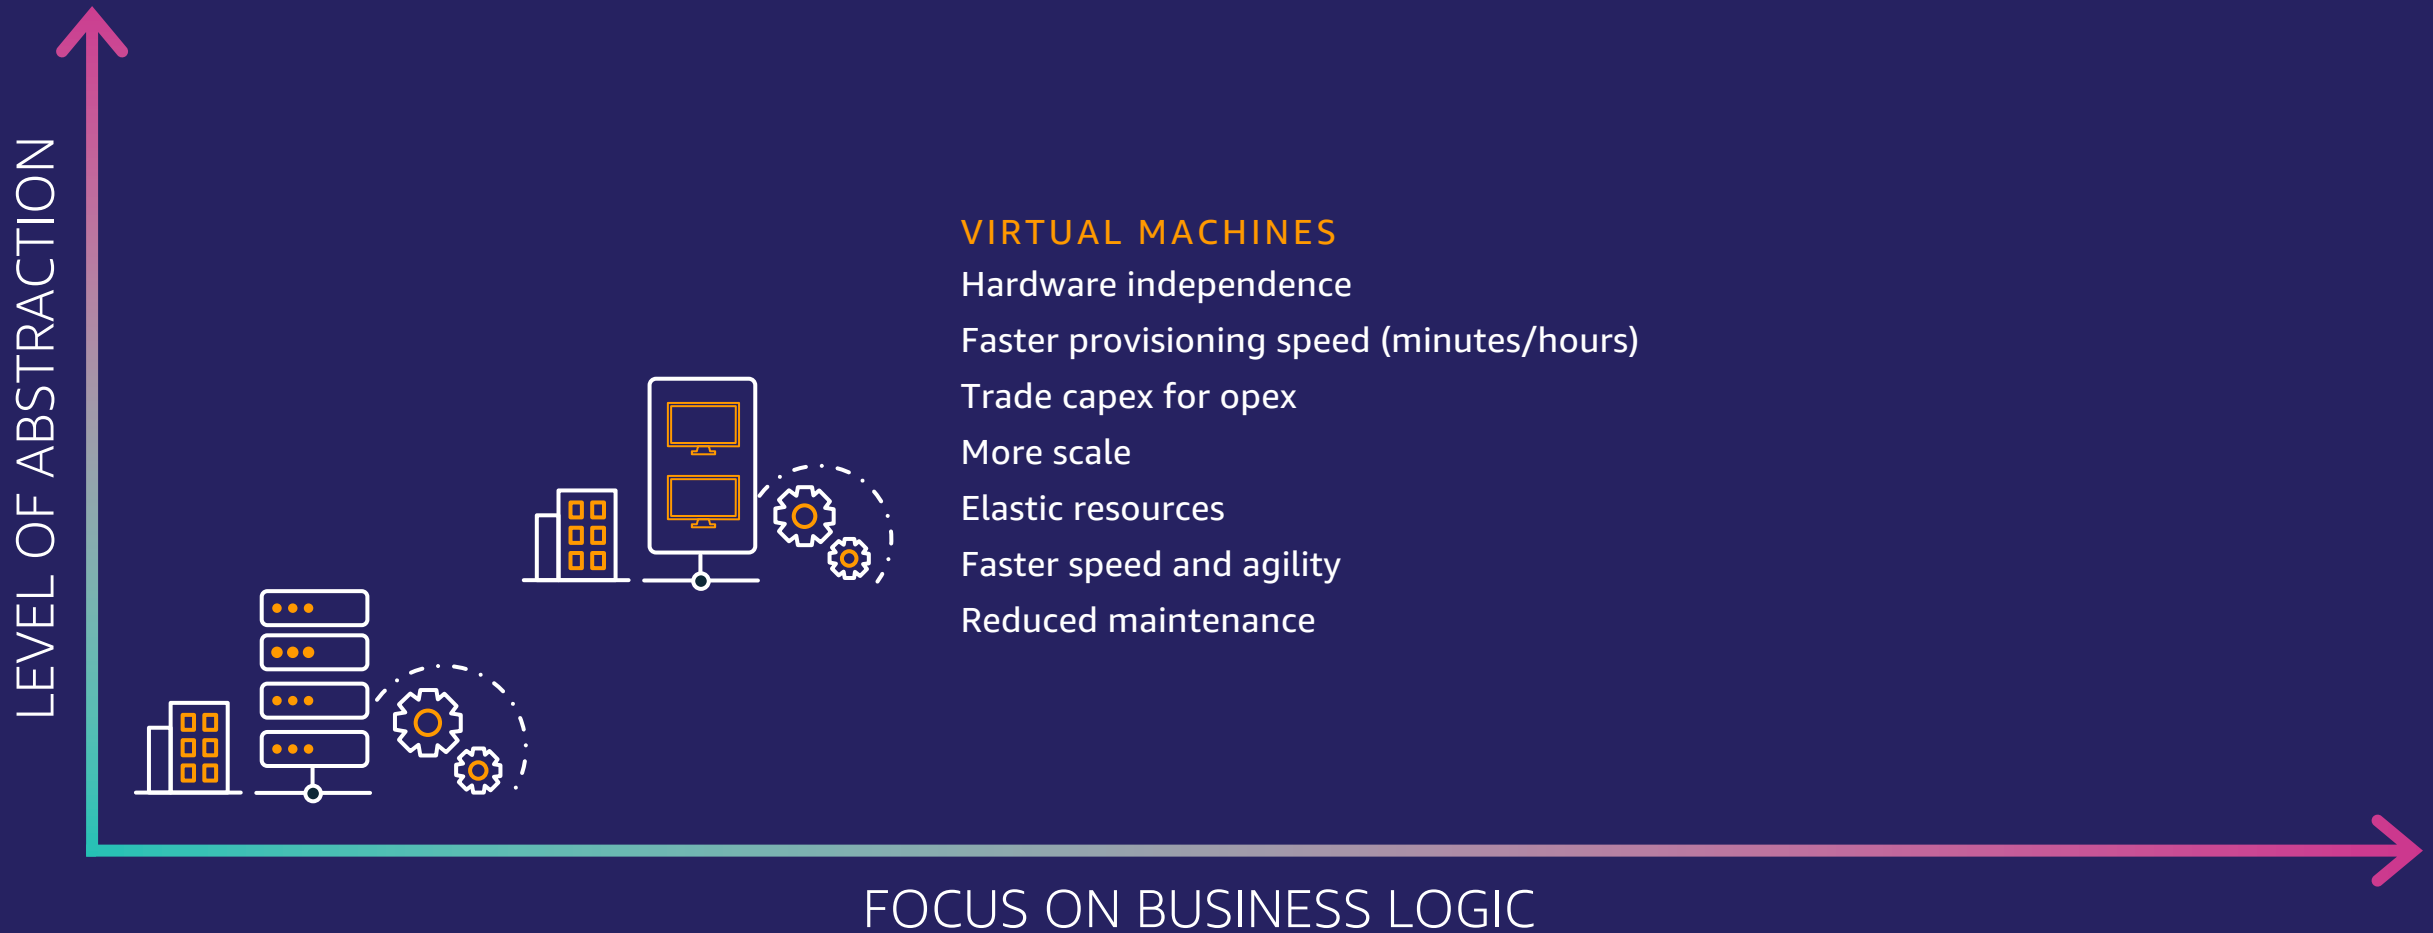 LEVEL OF ABSTRACTION
VIRTUAL MACHINES
Hardware independence
Faster provisioning speed (minutes/hours)
Trade capex for opex
More scale
Elastic resources
Faster speed and agility
Reduced maintenance
FOCUS ON BUSINESS LOGIC